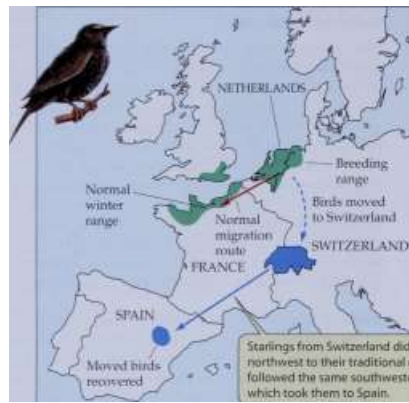 NETHERLANDS
Breeding
range
Normal
winter
range
Birds moved
to Switzerland
Normal
migration
route
FRANCE
SWITZERLAND
SPAIN
Moved birds
recovered
Starlings from Switzerland did
northwest to their traditional
followed the same southweste
which took them to Spain.